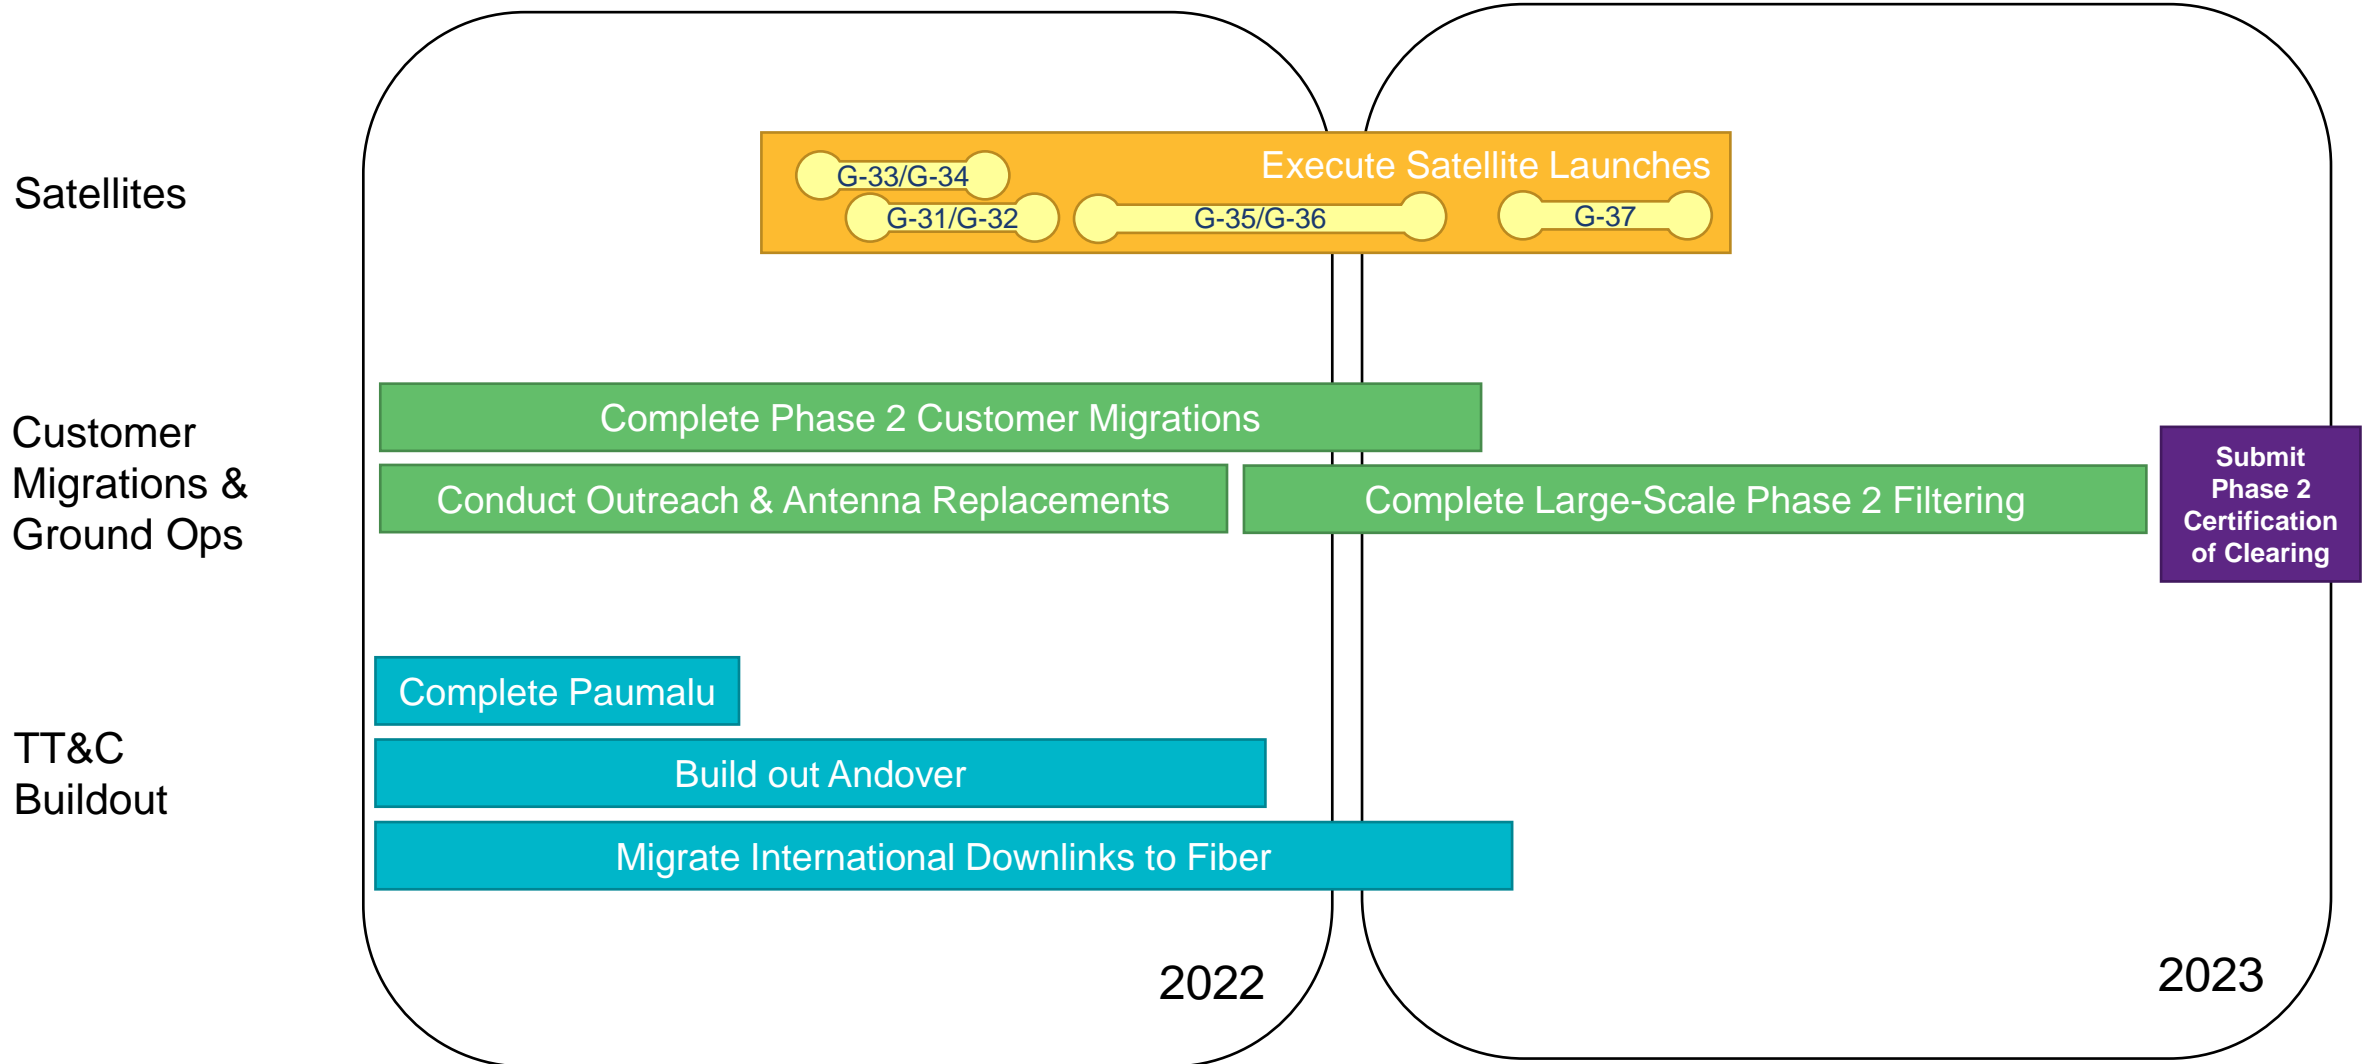 Satellites
Execute Satellite Launches
G-33/G-34
G-31/G-32
G-35/G-36
G-37
Customer
Migrations &
Ground Ops
Complete Phase 2 Customer Migrations
Conduct Outreach & Antenna Replacements
Complete Large-Scale Phase 2 Filtering
Submit
Phase 2
Certification
of Clearing
TT&C
Buildout
Complete Paumalu
Build out Andover
Migrate International Downlinks to Fiber
2022
2023